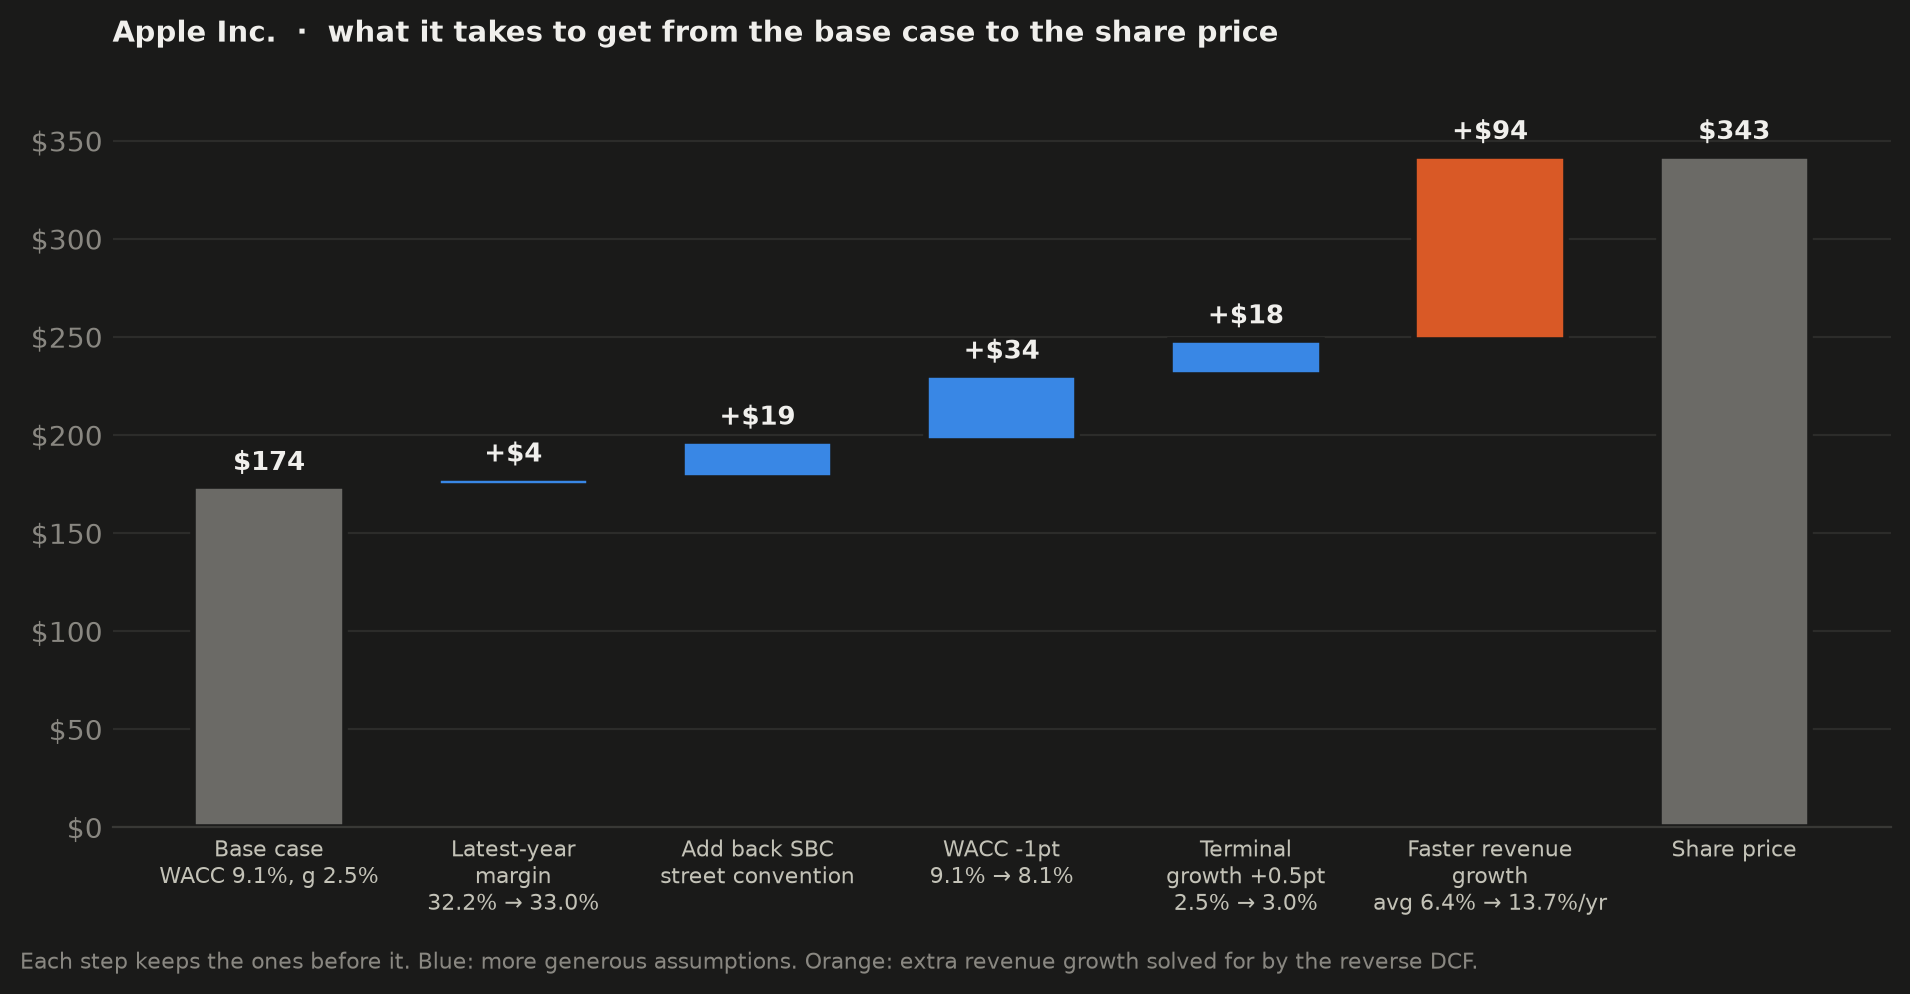 Apple Inc.  ·  what it takes to get from the base case to the share price
$350
$300
$250
$200
$150
$100
$50
$0
$174
+$4
+$19
+$34
+$18
+$94
$343
Base case
WACC 9.1%, g 2.5%
Latest-year
margin
32.2% → 33.0%
Add back SBC
street convention
WACC -1pt
9.1% → 8.1%
Terminal
growth +0.5pt
2.5% → 3.0%
Faster revenue
growth
avg 6.4% → 13.7%/yr
Share price
Each step keeps the ones before it. Blue: more generous assumptions. Orange: extra revenue growth solved for by the reverse DCF.